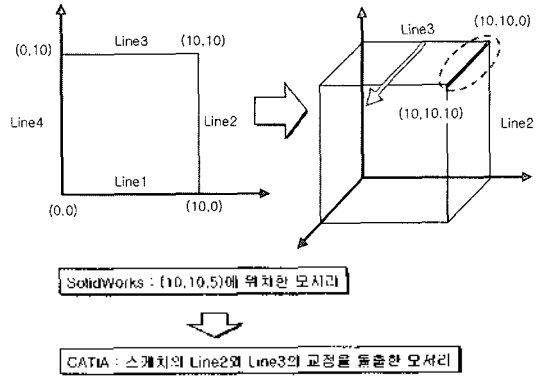 (0,10)
Line3
(10,10)
Line4
Line2
Line1
(0.0)
(10,0)
Line3
(10,10,0)
(10,10,10)
Line2
SolidWorks : (10,10,5)에 위치한 모서리
CATIA : 스케치의 Line2와 Line3의 교점을 돌출한 모서리